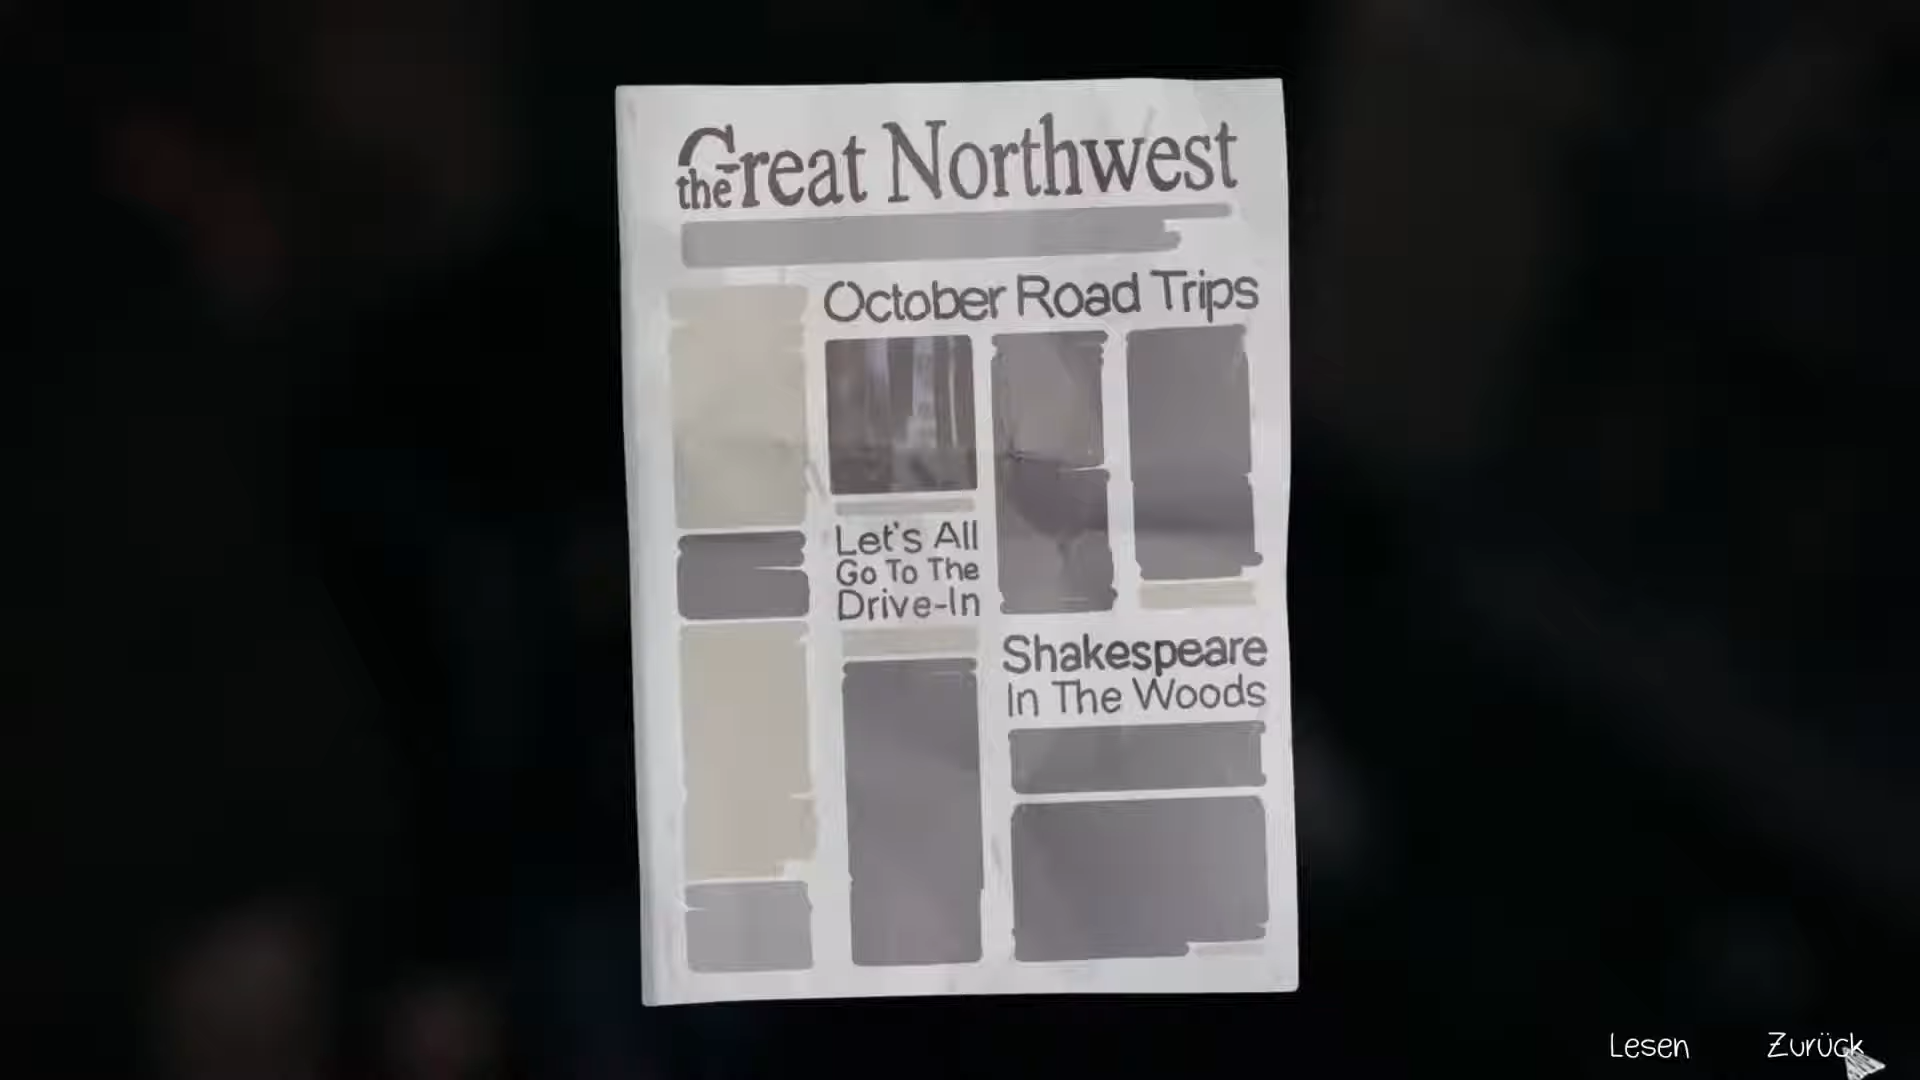 the Great Northwest
October Road Trips
Let's All
Go To The
Drive-In
Shakespeare
In The Woods
Lesen
Zurück